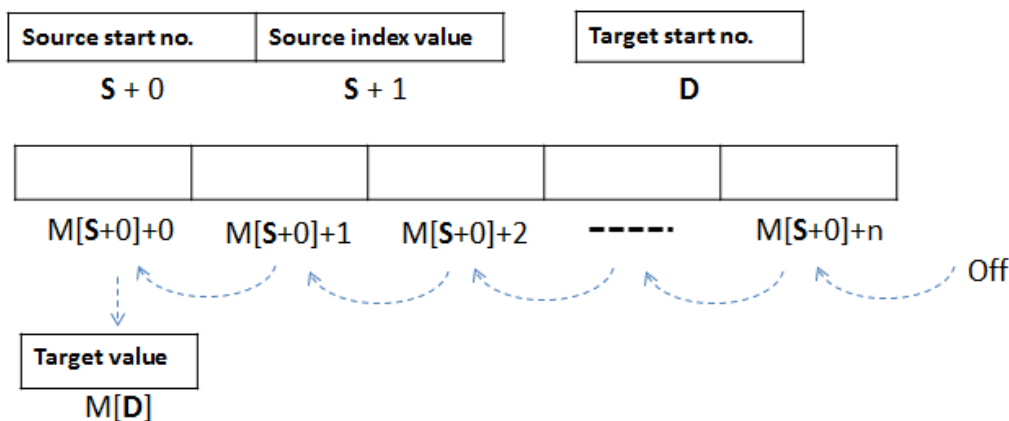 Source start no. Source index value Target start no.
S + 0 S + 1 D
M[S+0]+0 M[S+0]+1 M[S+0]+2 ----- M[S+0]+n
Off
Target value
M[D]